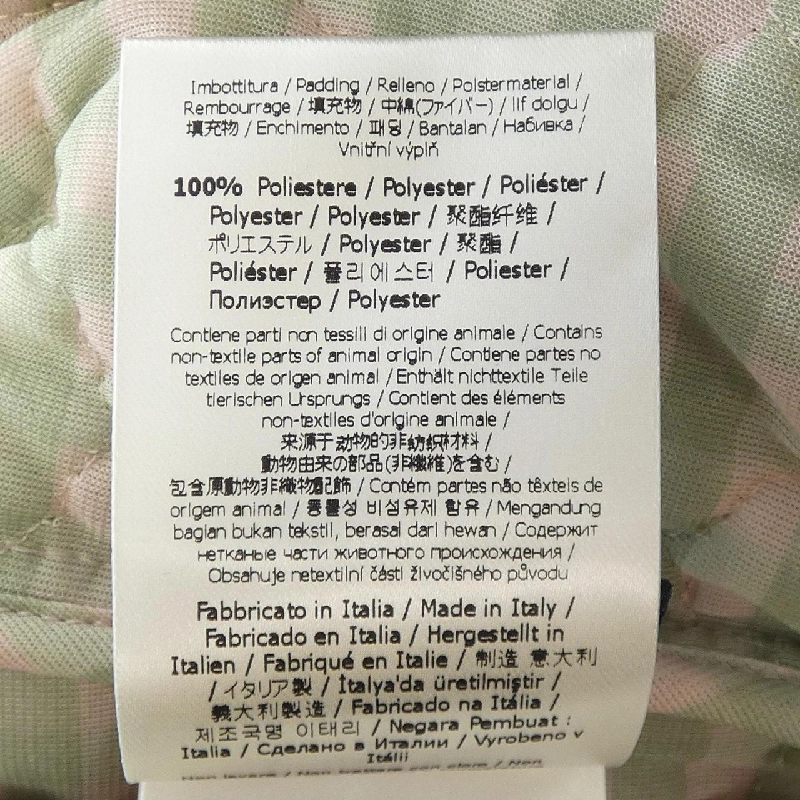 Imbottitura / Padding / Relleno / Polstermaterial /
Rembourrage / 填充物 / 中綿(ファイバー) / lif dolgu /
填充物 / Enchimento / 패딩 / Bantalan / Набивка /
Vnitřní výplň
100% Poliestere / Polyester / Poliéster /
Polyester / Polyester / 聚酯纤维 /
ポリエステル / Polyester / 聚酯 /
Poliéster / 폴리에스터 / Poliester /
Полиэстер / Polyester
Contiene parti non tessili di origine animale / Contains
non-textile parts of animal origin / Contiene partes no
textiles de origen animal / Enthält nichttextile Teile
tierischen Ursprungs / Contient des éléments
non-textiles d'origine animale /
来源于动物的非纺织材料 /
動物由来の部品(非繊維)を含む /
包含原動物非織物配飾 / Contém partes não têxteis de
origem animal / 동물성 비섬유제 함유 / Mengandung
bagian bukan tekstil, berasal dari hewan / Содержит
нетканые части животного происхождения /
Obsahuje netextilní části živočišného původu
Fabbricato in Italia / Made in Italy /
Fabricado en Italia / Hergestellt in
Italien / Fabriqué en Italie / 制造 意大利
/ イタリア製 / İtalya'da üretilmiştir /
義大利製造 / Fabricado na Itália /
제조국명 이태리 / Negara Pembuat :
Italia / Сделано в Италии / Vyrobeno v
Itálii